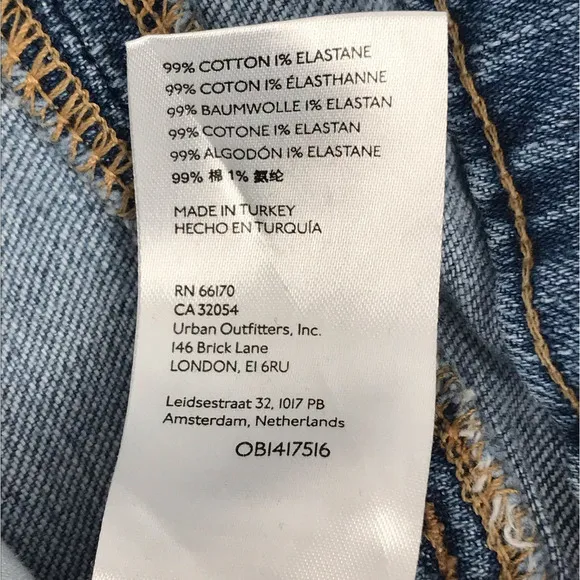 99% COTTON 1% ELASTANE
99% COTON 1% ÉLASTHANNE
99% BAUMWOLLE 1% ELASTAN
99% COTONE 1% ELASTAN
99% ALGODÓN 1% ELASTANE
99% 棉 1% 氨纶
MADE IN TURKEY
HECHO EN TURQUÍA
RN 66170
CA 32054
Urban Outfitters, Inc.
146 Brick Lane
LONDON, E1 6RU
Leidsestraat 32, 1017 PB
Amsterdam, Netherlands
OB1417516